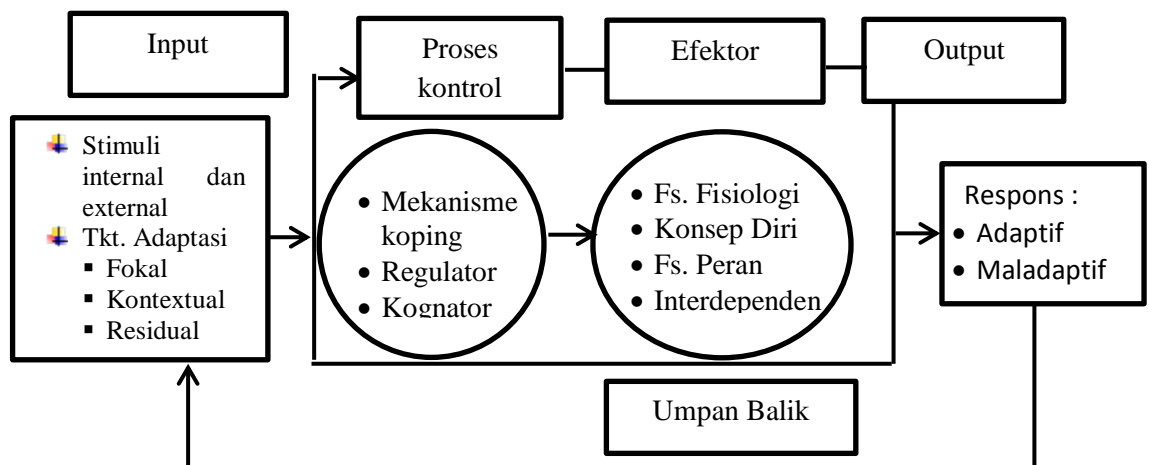 Input
Proses
kontrol
Efektor
Output
Stimuli
internal dan
external
Tkt. Adaptasi
Fokal
Kontextual
Residual
• Mekanisme
koping
• Regulator
• Kognator
• Fs. Fisiologi
• Konsep Diri
• Fs. Peran
• Interdependen
Respons :
• Adaptif
• Maladaptif
Umpan Balik